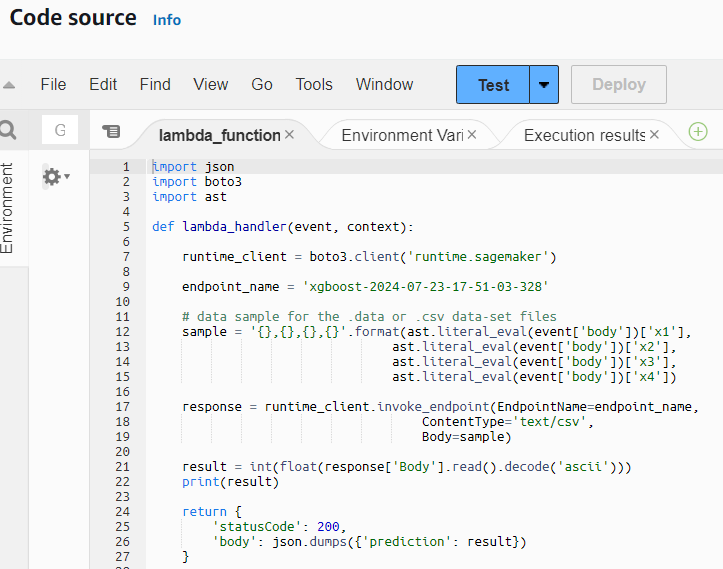 Code source Info
File Edit Find View Go Tools Window Test Deploy
G lambda_function Environment Vari Execution results
Environment
1 import json
2 import boto3
3 import ast
4
5 def lambda_handler(event, context):
6
7 runtime_client = boto3.client('runtime.sagemaker')
8
9 endpoint_name = 'xgboost-2024-07-23-17-51-03-328'
10
11 # data sample for the .data or .csv data-set files
12 sample = '{},{},{},{}'.format(ast.literal_eval(event['body'])['x1'],
13 ast.literal_eval(event['body'])['x2'],
14 ast.literal_eval(event['body'])['x3'],
15 ast.literal_eval(event['body'])['x4'])
16
17 response = runtime_client.invoke_endpoint(EndpointName=endpoint_name,
18 ContentType='text/csv',
19 Body=sample)
20
21 result = int(float(response['Body'].read().decode('ascii')))
22 print(result)
23
24 return {
25 'statusCode': 200,
26 'body': json.dumps({'prediction': result})
27 }